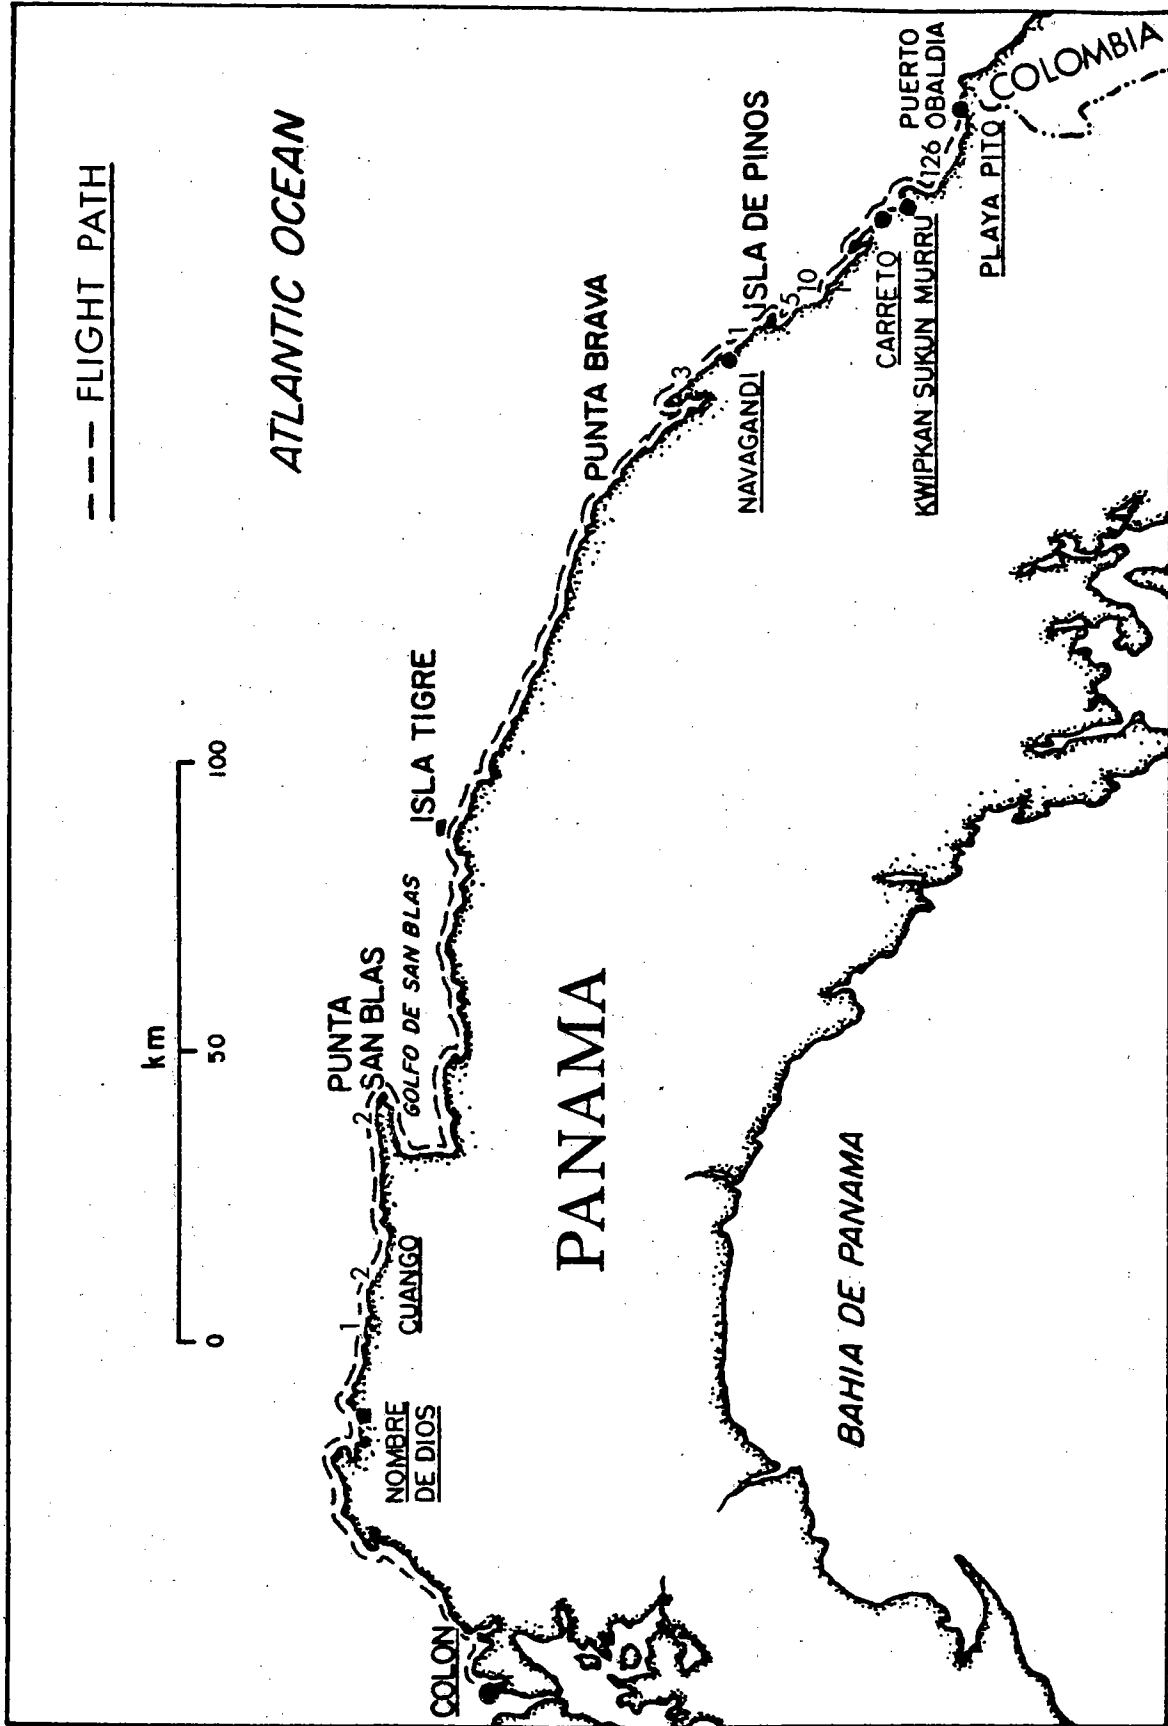 --- FLIGHT PATH
ATLANTIC OCEAN
km
0 50 100
COLON
NOMBRE
DE DIOS
1
2
CUANGO
2
PUNTA
SAN BLAS
GOLFO DE SAN BLAS
ISLA TIGRE
PUNTA BRAVA
3
1
NAVAGANDI
ISLA DE PINOS
5
10
1
CARRETO
KWIPKAN SUKUN MURRU
126
PUERTO
OBALDIA
PLAYA PITO
COLOMBIA
PANAMA
BAHIA DE PANAMA